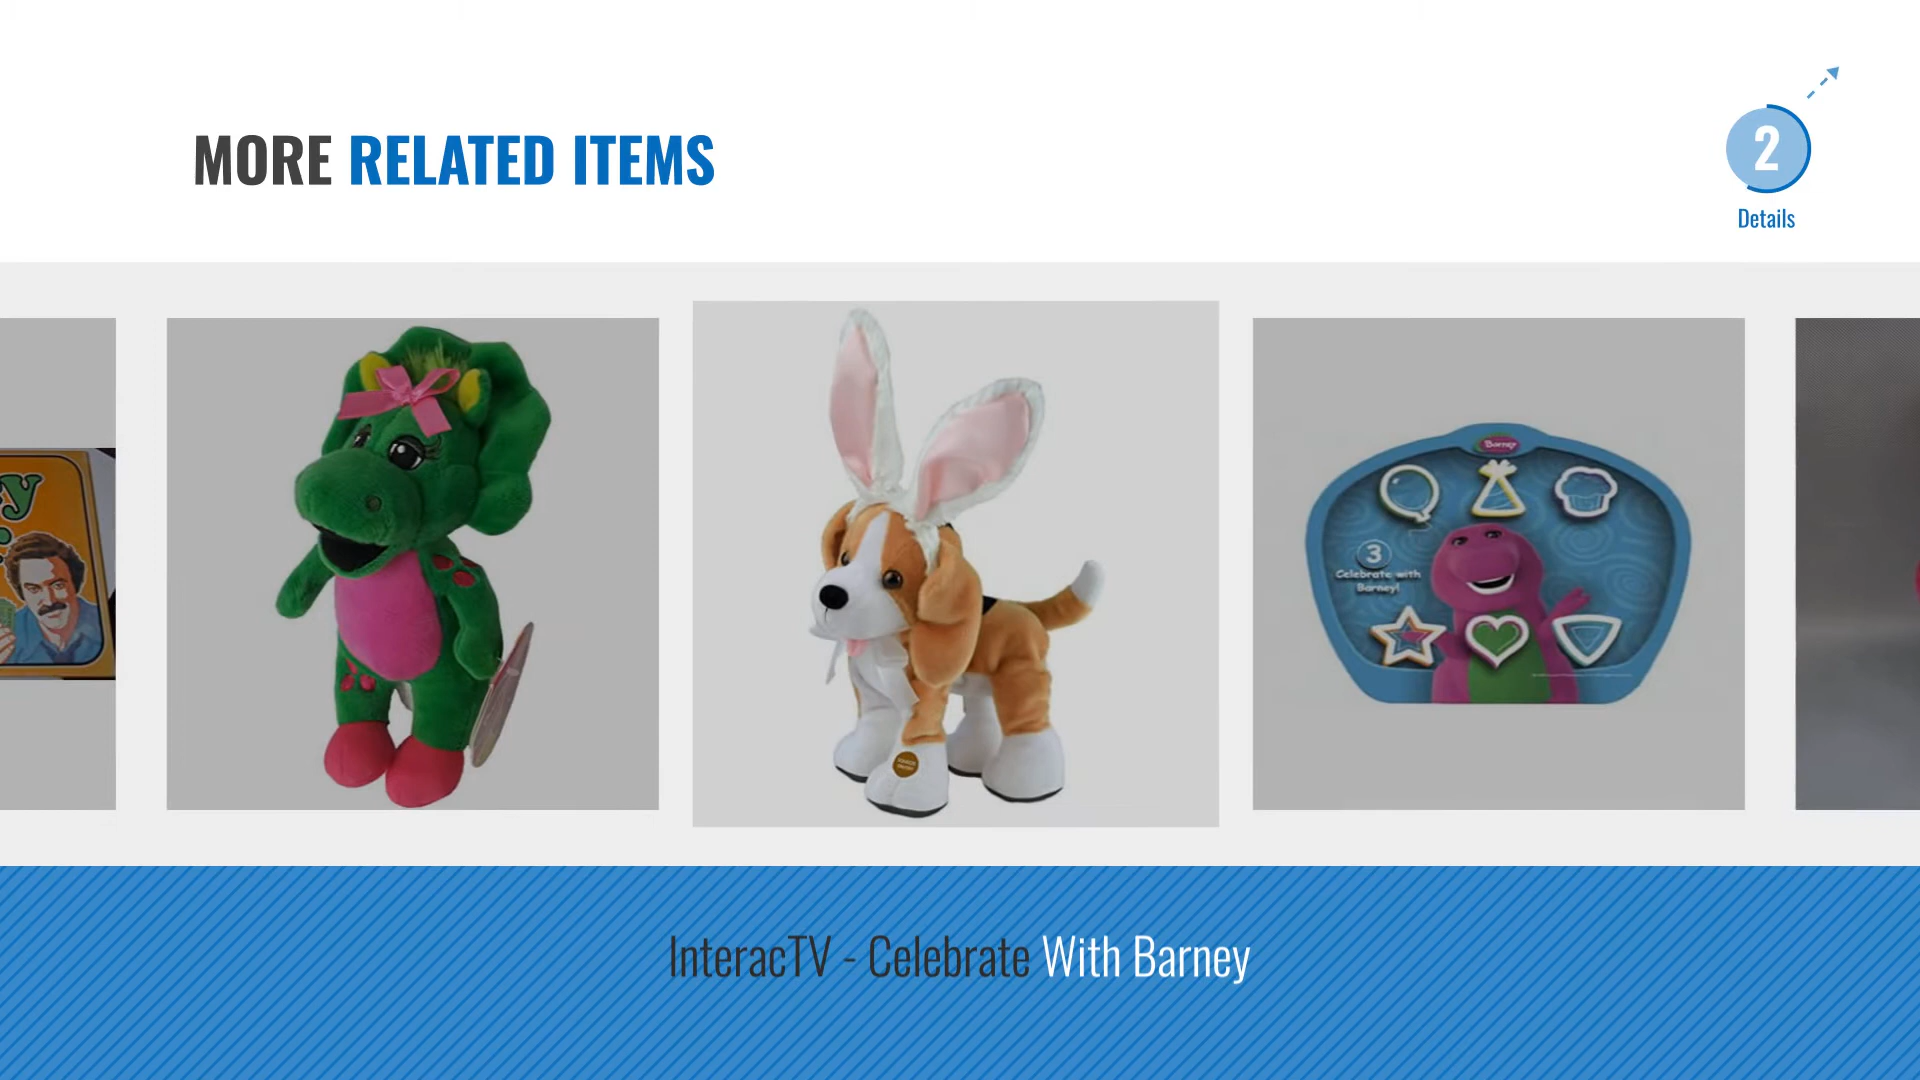 MORE RELATED ITEMS
2
Details
Barney
3
Celebrate with
Barney!
InteracTV - Celebrate With Barney